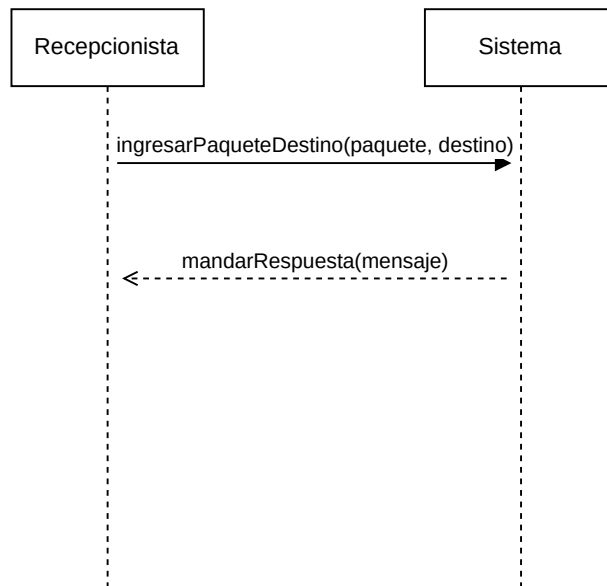 Recepcionista
Sistema
ingresarPaqueteDestino(paquete, destino)
mandarRespuesta(mensaje)